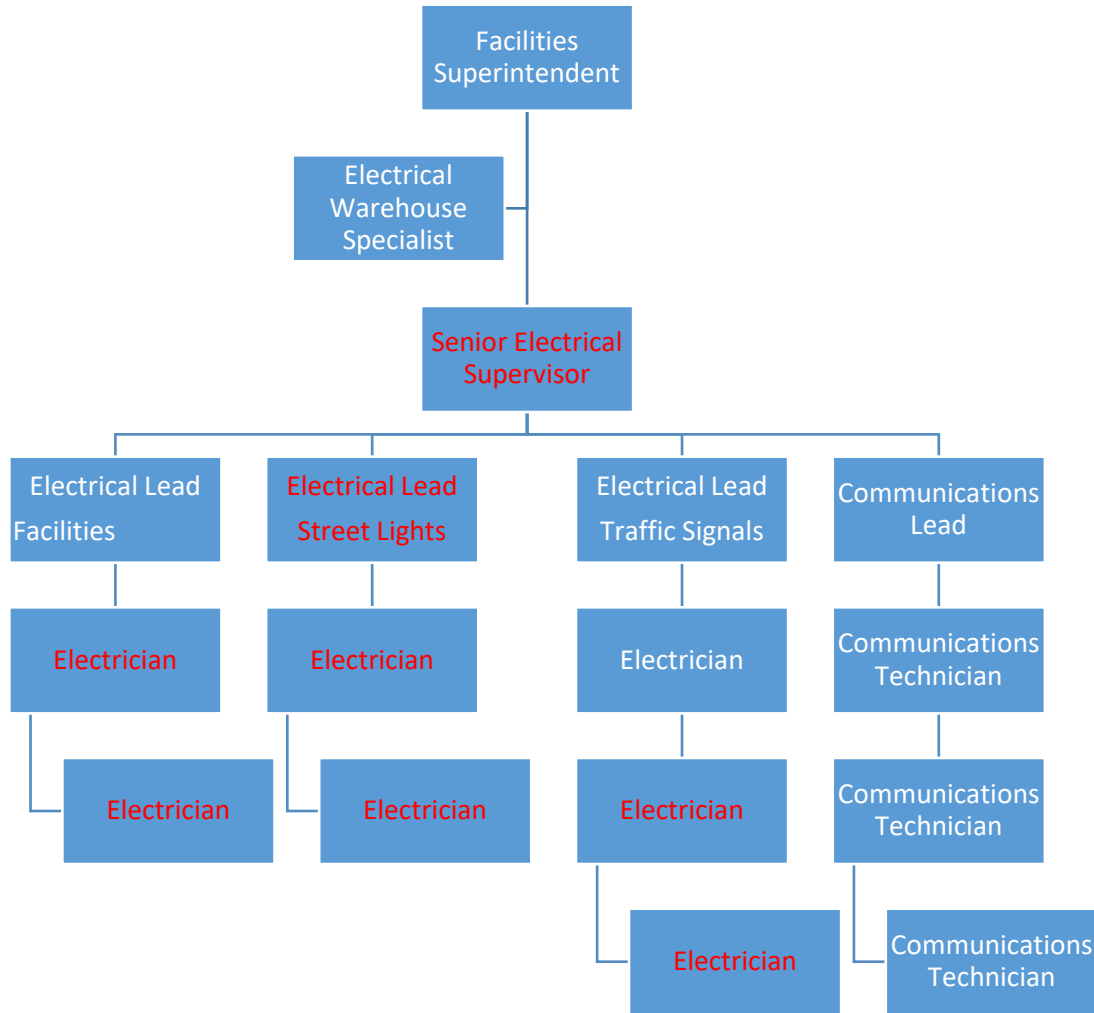 Facilities
Superintendent
Electrical
Warehouse
Specialist
Senior Electrical
Supervisor
Electrical Lead
Facilities
Electrical Lead
Street Lights
Electrical Lead
Traffic Signals
Communications
Lead
Electrician
Electrician
Electrician
Communications
Technician
Electrician
Electrician
Electrician
Communications
Technician
Electrician
Communications
Technician